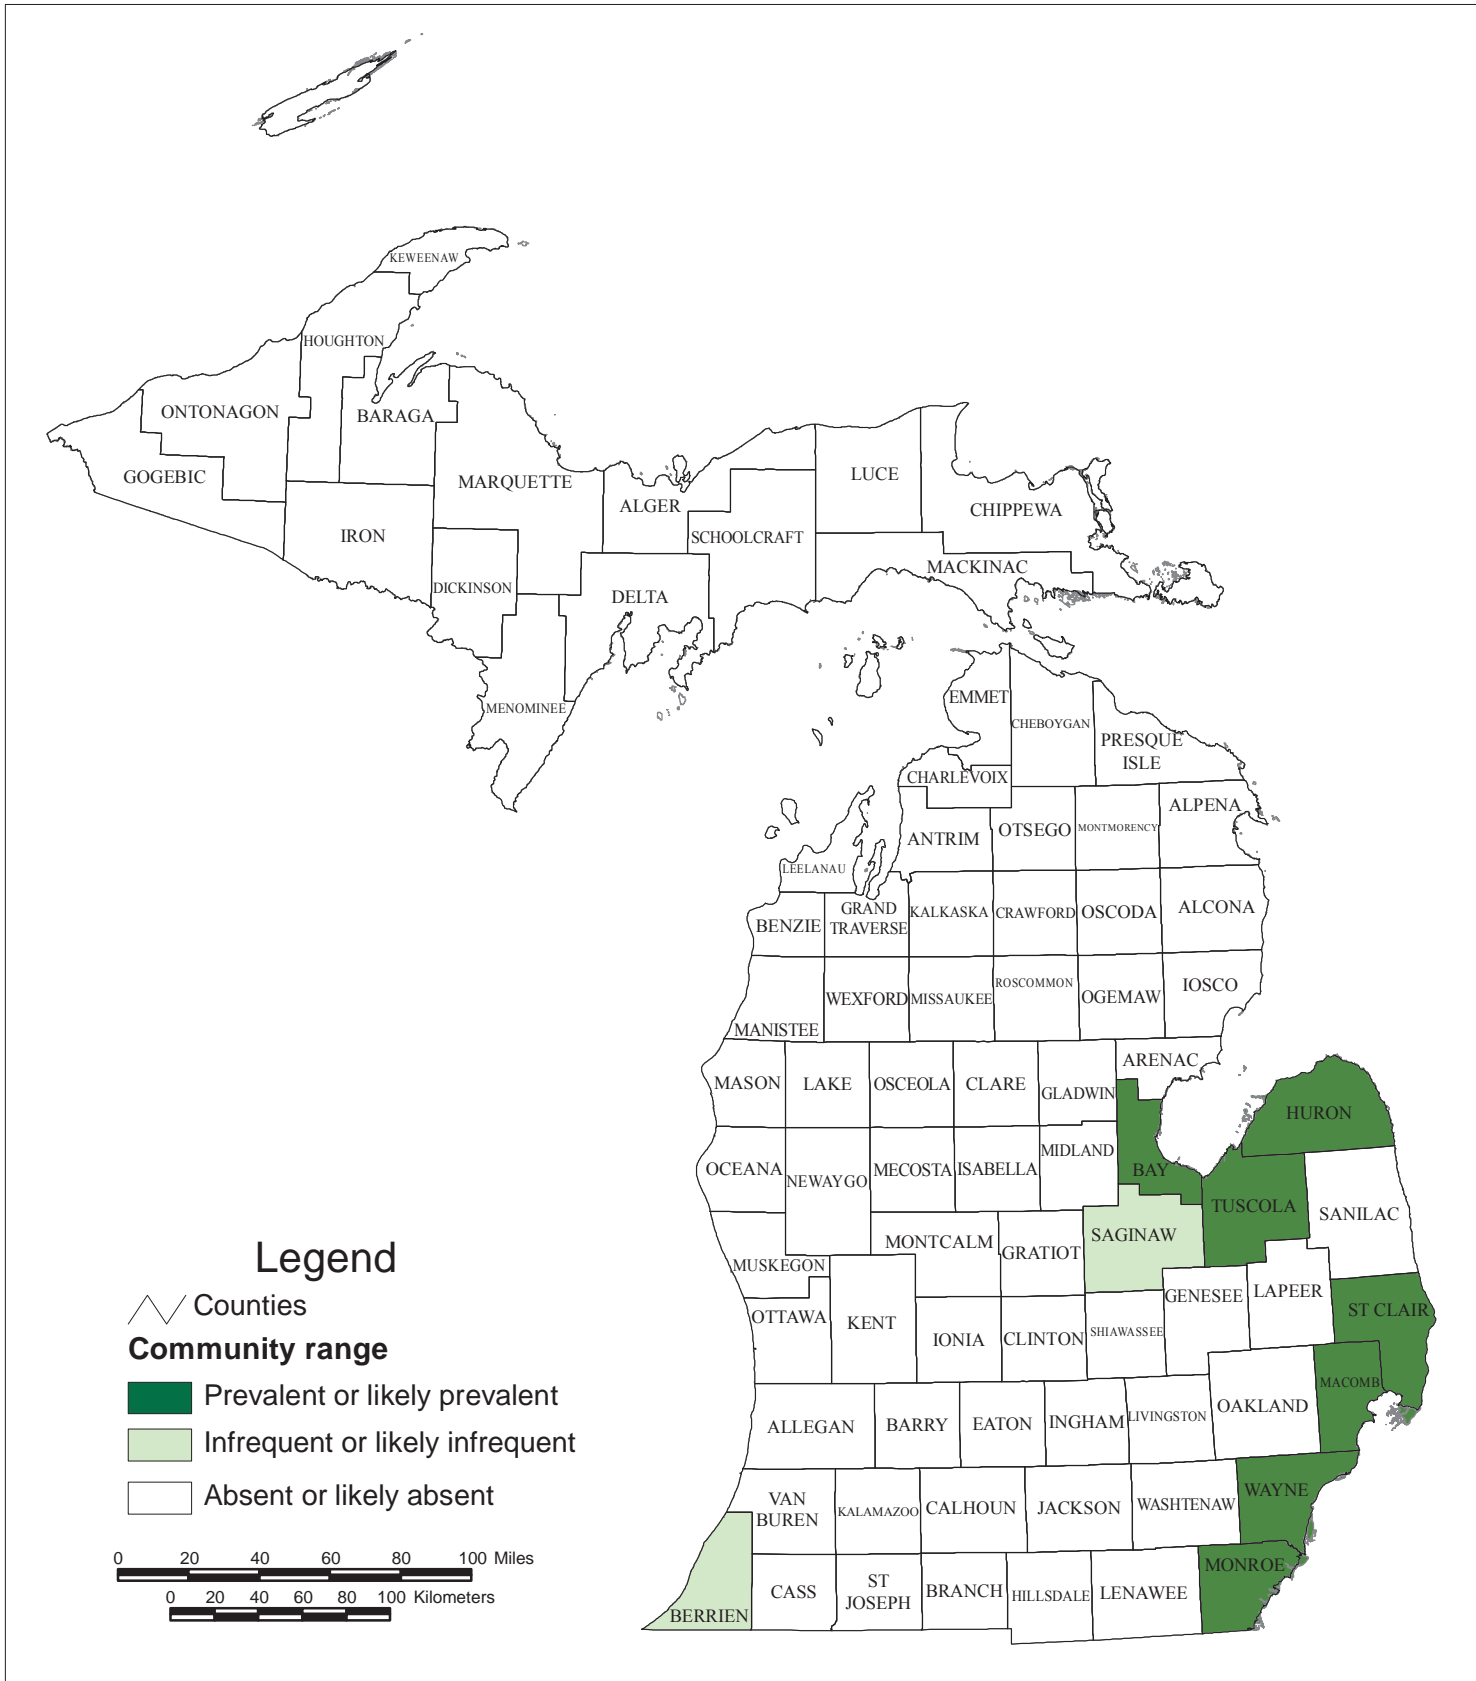 KEWEENAW
HOUGHTON
ONTONAGON
BARAGA
GOGEBIC
MARQUETTE
LUCE
ALGER
CHIPPEWA
IRON
SCHOOLCRAFT
MACKINAC
DICKINSON
DELTA
EMMET
MENOMINEE
CHEBOYGAN
PRESQUE
ISLE
CHARLEVOIX
ALPENA
ANTRIM
OTSEGO
MONTMORENCY
LEELANAU
BENZIE
GRAND
TRAVERSE
KALKASKA
CRAWFORD
OSCODA
ALCONA
MANISTEE
WEXFORD
MISSAUKEE
ROSCOMMON
OGEMAW
IOSCO
ARENAC
MASON
LAKE
OSCEOLA
CLARE
GLADWIN
HURON
OCEANA
NEWAYGO
MECOSTA
ISABELLA
MIDLAND
BAY
TUSCOLA
SANILAC
SAGINAW
MONTCALM
GRATIOT
MUSKEGON
GENESEE
LAPEER
ST CLAIR
OTTAWA
KENT
IONIA
CLINTON
SHIAWASSEE
MACOMB
ALLEGAN
BARRY
EATON
INGHAM
LIVINGSTON
OAKLAND
VAN
BUREN
KALAMAZOO
CALHOUN
JACKSON
WASHTENAW
WAYNE
BERRIEN
CASS
ST
JOSEPH
BRANCH
HILLSDALE
LENAWEE
MONROE
Legend
Counties
Community range
Prevalent or likely prevalent
Infrequent or likely infrequent
Absent or likely absent
0 20 40 60 80 100 Miles
0 20 40 60 80 100 Kilometers